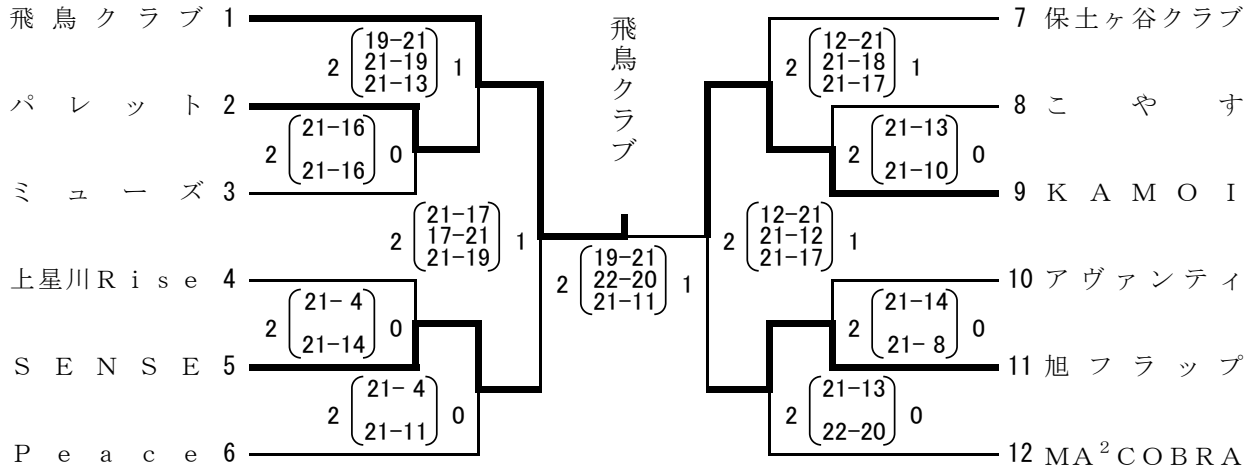 飛鳥クラブ 1
2 19-21 21-19 21-13 1
パレット 2
2 21-16 21-16 0
ミューズ 3
2 21-17 17-21 21-19 1
上星川Rise 4
2 21- 4 21-14 0
SENSE 5
2 21- 4 21-11 0
Peace 6
飛鳥クラブ
2 19-21 22-20 21-11 1
7 保土ヶ谷クラブ
2 12-21 21-18 21-17 1
8 こやす
2 21-13 21-10 0
9 KAMOI
2 12-21 21-12 21-17 1
10 アヴァンティ
2 21-14 21- 8 0
11 旭フラップ
2 21-13 22-20 0
12 MA²COBRA